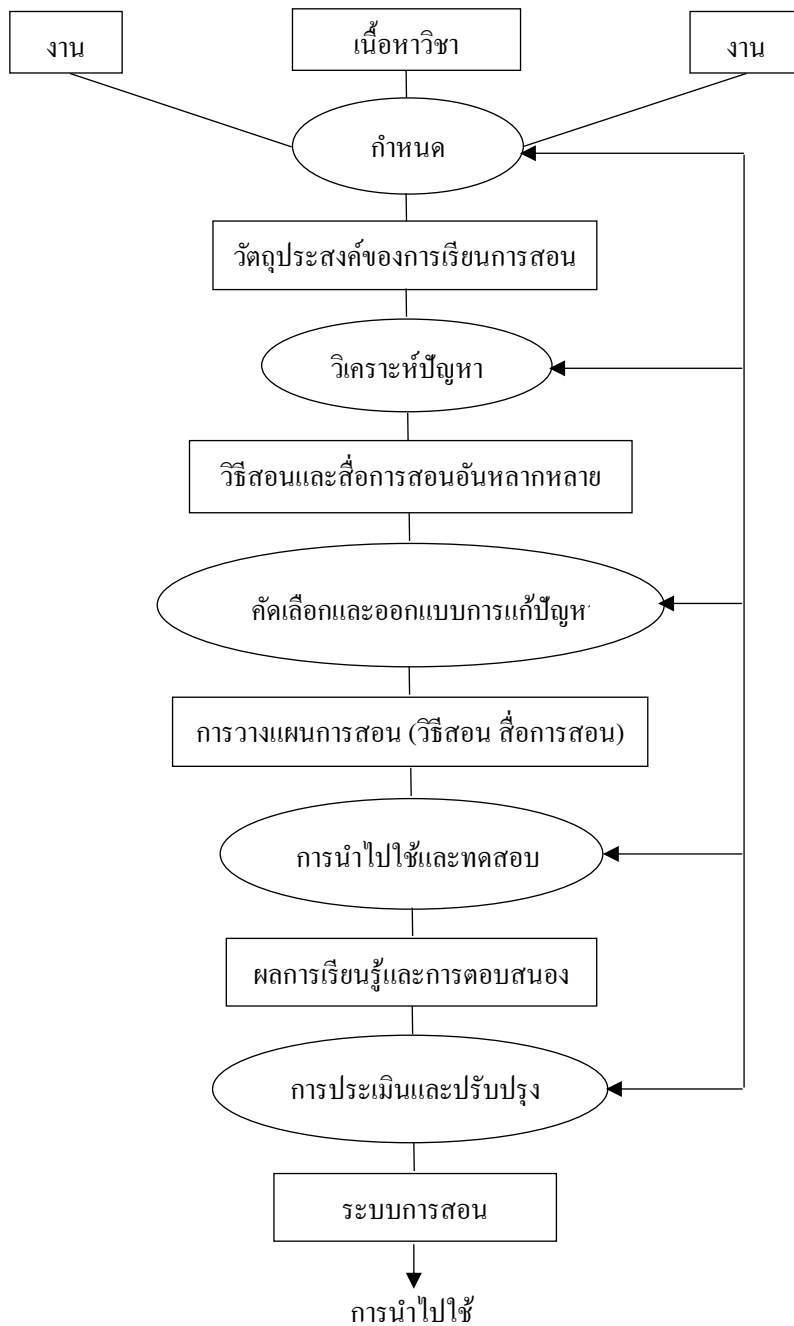 งาน
เนื้อหาวิชา
งาน
กำหนด
วัตถุประสงค์ของการเรียนการสอน
วิเคราะห์ปัญหา
วิธีสอนและสื่อการสอนอันหลากหลาย
คัดเลือกและออกแบบการแก้ปัญห
การวางแผนการสอน (วิธีสอน สื่อการสอน)
การนำไปใช้และทดสอบ
ผลการเรียนรู้และการตอบสนอง
การประเมินและปรับปรุง
ระบบการสอน
การนำไปใช้